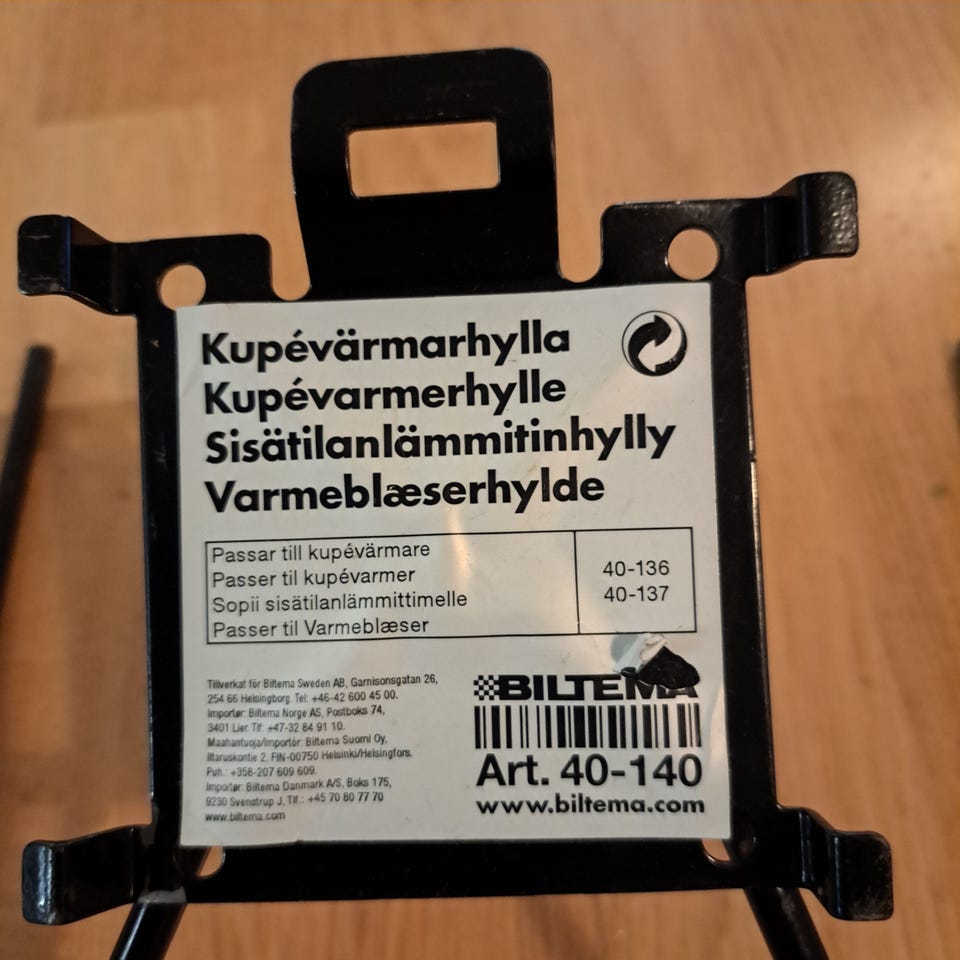 Kupévärmarhylla
Kupévarmerhylle
Sisätilanlämmitinhylly
Varmeblæserhylde
Passar till kupévärmare
Passer til kupévarmer
Sopii sisätilanlämmittimelle
Passer til Varmeblæser
40-136
40-137
Tillverkat för Biltema Sweden AB, Garnisonsgatan 26,
254 66 Helsingborg. Tel: +46-42 600 45 00.
Importør: Biltema Norge AS, Postboks 74,
3401 Lier. Tlf: +47-32 84 91 10.
Maahantuoja/Importör: Biltema Suomi Oy,
Iltaruskontie 2, FIN-00750 Helsinki/Helsingfors.
Puh.: +358-207 609 609.
Importør: Biltema Danmark A/S, Boks 175,
9230 Svenstrup J, Tlf.: +45 70 80 77 70
www.biltema.com
BILTEMA
Art. 40-140
www.biltema.com